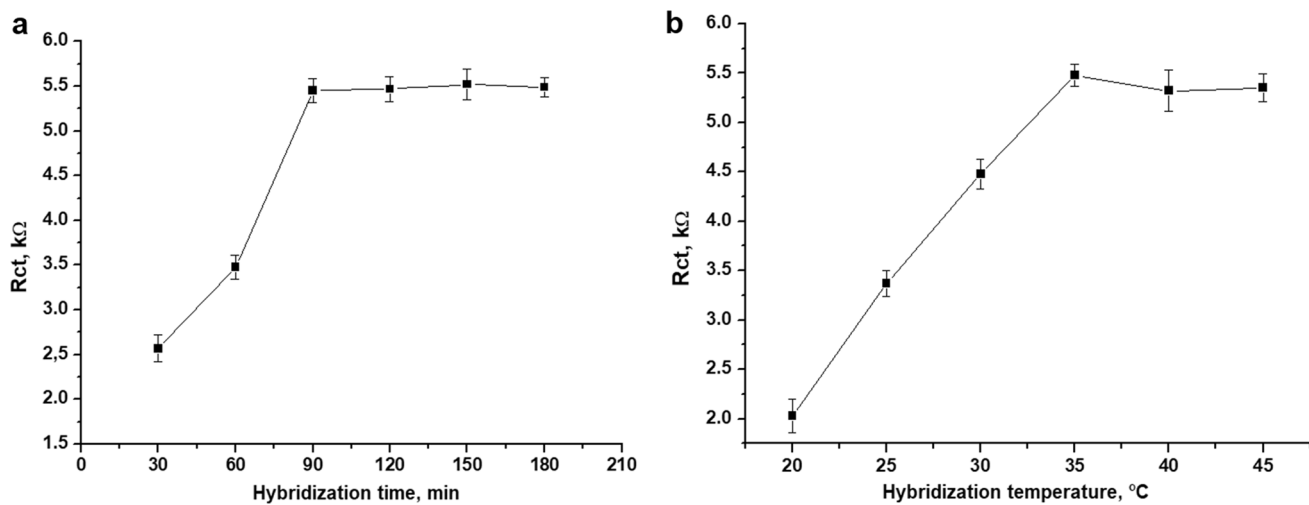 a
6.0
5.5
5.0
4.5
4.0
3.5
3.0
2,5
2.0
1.5
0 30 60 90 120 150 180 210
Rct, kΩ
Hybridization time, min
b
6.0
5.5
5.0
4.5
4.0
3.5
3.0
2.5
2.0
20 25 30 35 40 45
Rct, kΩ
Hybridization temperature, ºC